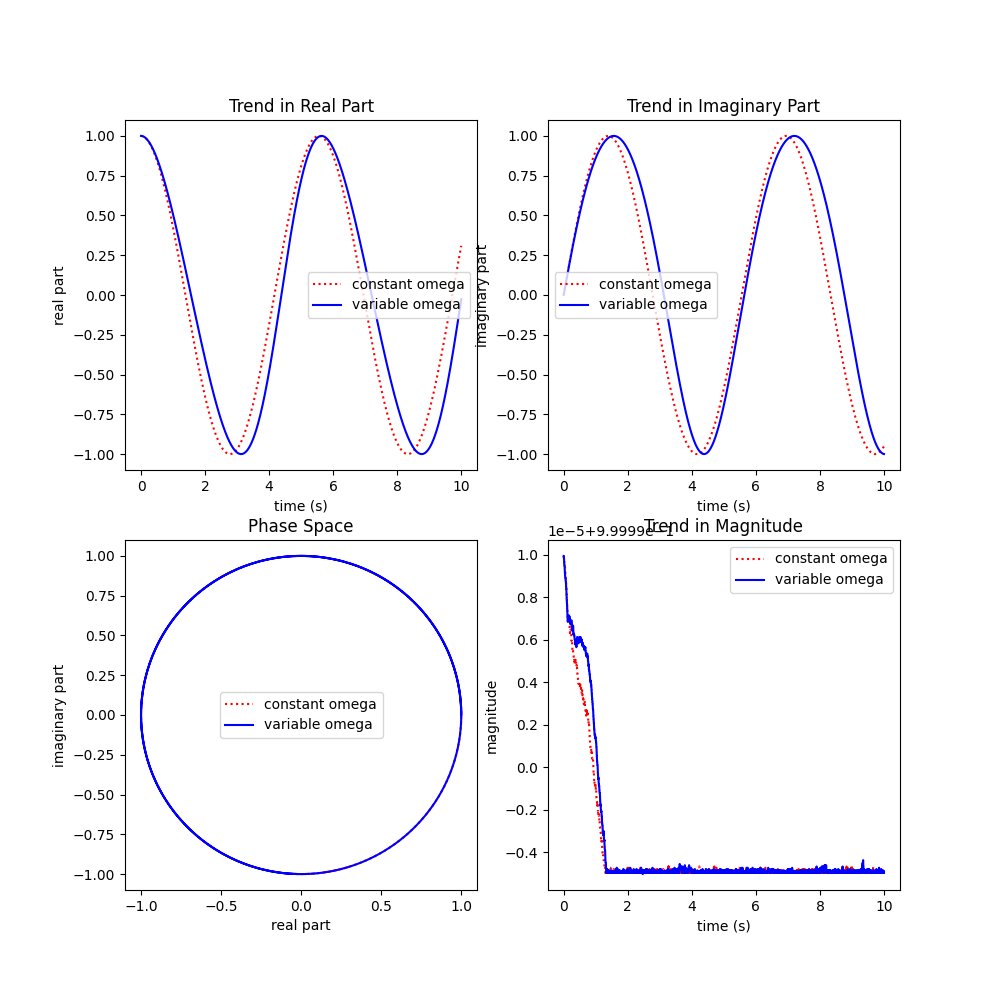 Trend in Real Part
real part
1.00
0.75
0.50
0.25
0.00
−0.25
−0.50
−0.75
−1.00
constant omega
variable omega
0 2 4 6 8 10
time (s)
Trend in Imaginary Part
imaginary part
1.00
0.75
0.50
0.25
0.00
−0.25
−0.50
−0.75
−1.00
constant omega
variable omega
0 2 4 6 8 10
time (s)
Phase Space
imaginary part
1.00
0.75
0.50
0.25
0.00
−0.25
−0.50
−0.75
−1.00
constant omega
variable omega
−1.0 −0.5 0.0 0.5 1.0
real part
1e−5+9.9999e−1
Trend in Magnitude
magnitude
1.0
0.8
0.6
0.4
0.2
0.0
−0.2
−0.4
constant omega
variable omega
0 2 4 6 8 10
time (s)